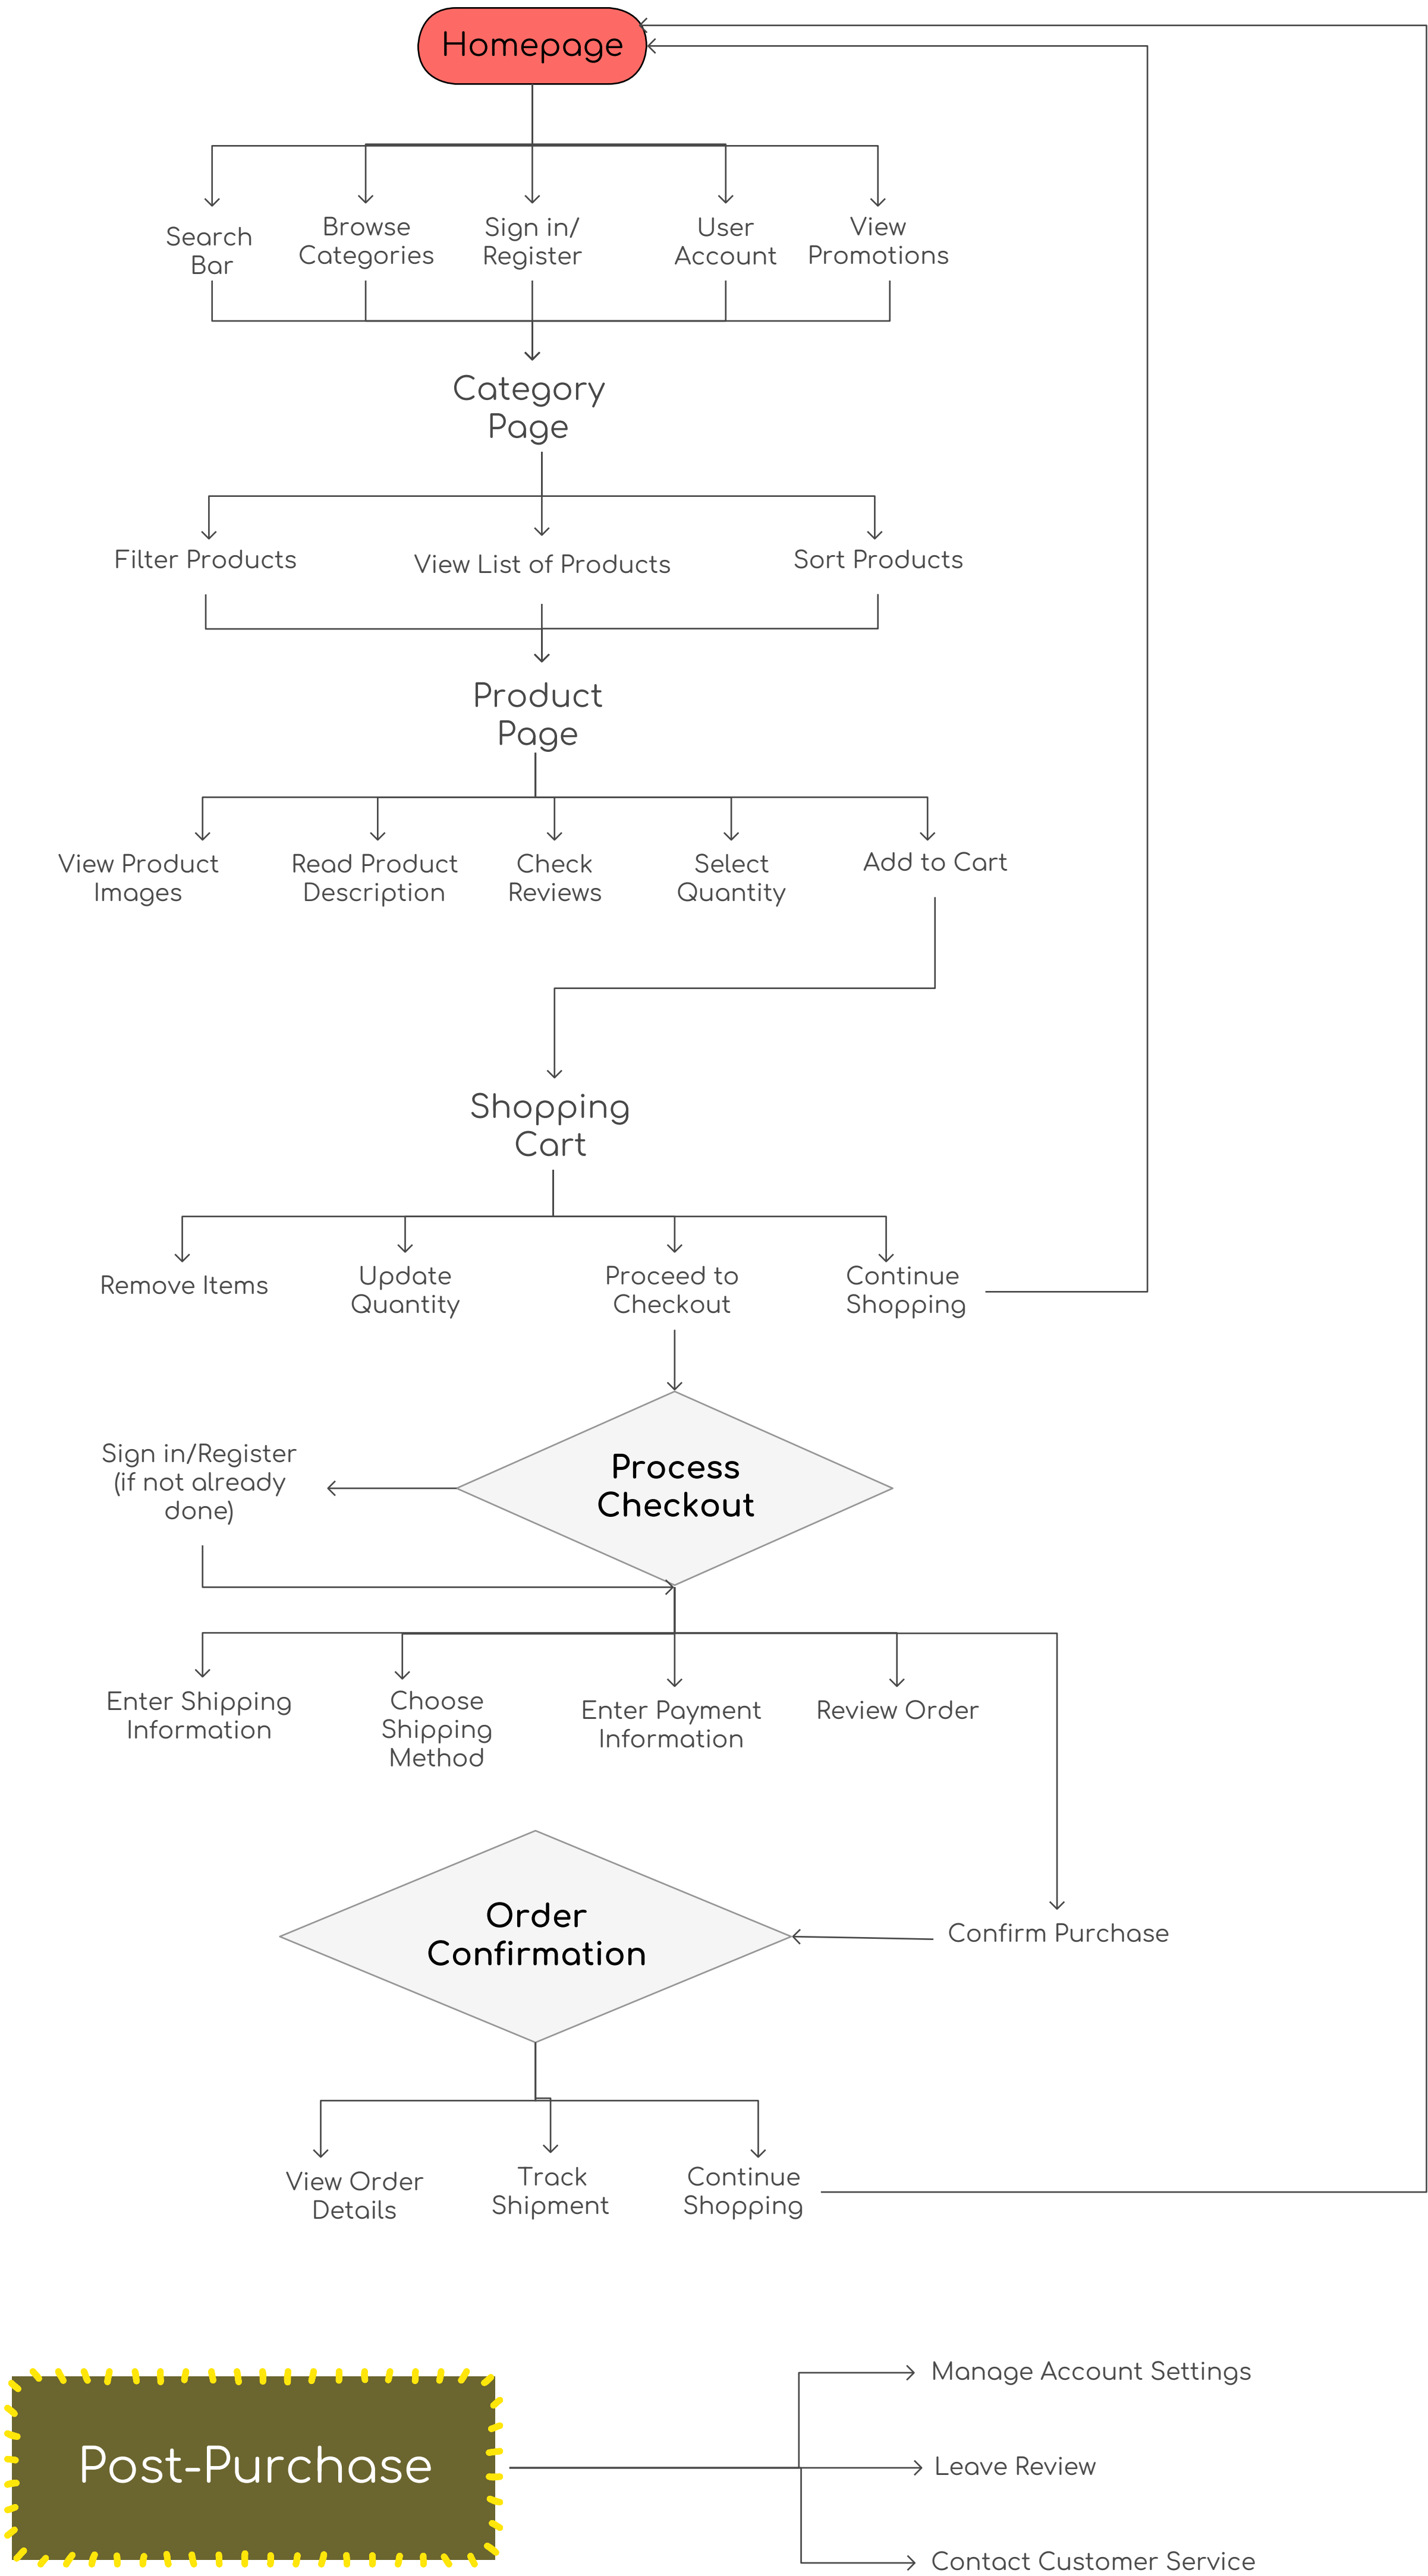 Homepage
Search
Bar
Browse
Categories
Sign in/
Register
User
Account
View
Promotions
Category
Page
Filter Products
View List of Products
Sort Products
Product
Page
View Product
Images
Read Product
Description
Check
Reviews
Select
Quantity
Add to Cart
Shopping
Cart
Remove Items
Update
Quantity
Proceed to
Checkout
Continue
Shopping
Process
Checkout
Sign in/Register
(if not already
done)
Enter Shipping
Information
Choose
Shipping
Method
Enter Payment
Information
Review Order
Order
Confirmation
Confirm Purchase
View Order
Details
Track
Shipment
Continue
Shopping
Post-Purchase
Manage Account Settings
Leave Review
Contact Customer Service